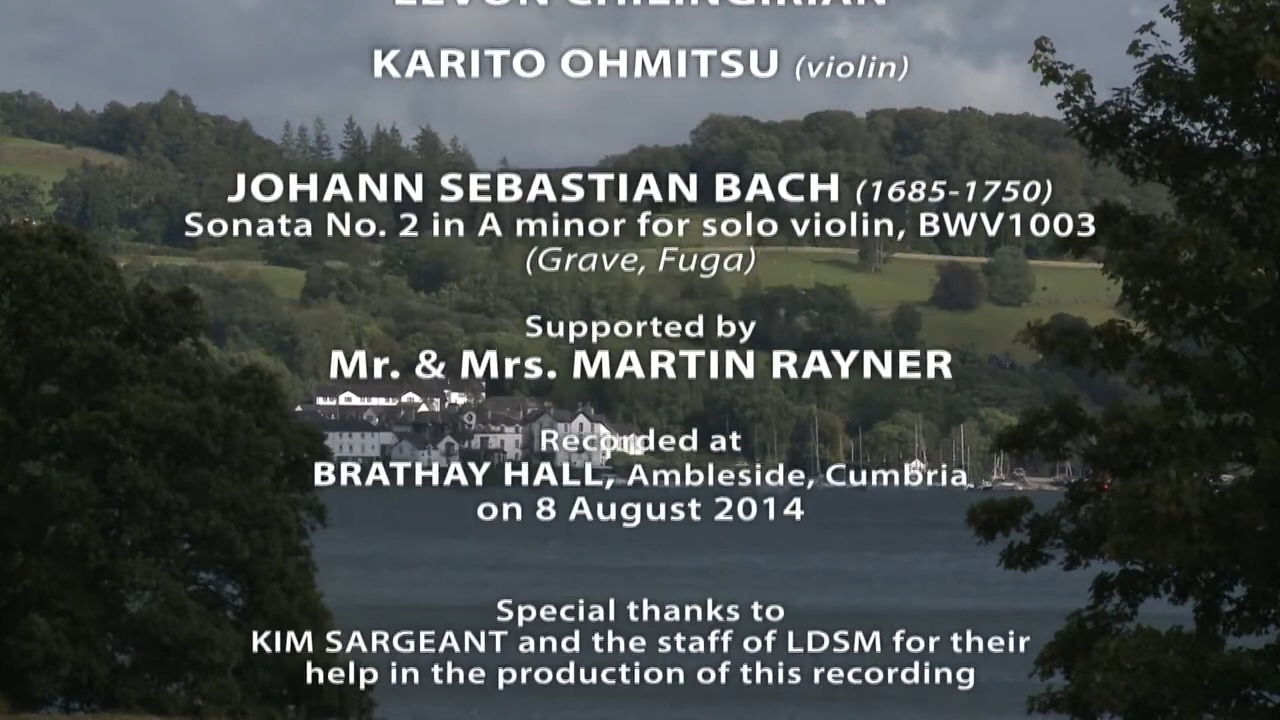 LEVON CHILINGIRIAN
KARITO OHMITSU (violin)
JOHANN SEBASTIAN BACH (1685-1750)
Sonata No. 2 in A minor for solo violin, BWV1003
(Grave, Fuga)
Supported by
Mr. & Mrs. MARTIN RAYNER
Recorded at
BRATHAY HALL, Ambleside, Cumbria
on 8 August 2014
Special thanks to
KIM SARGEANT and the staff of LDSM for their
help in the production of this recording